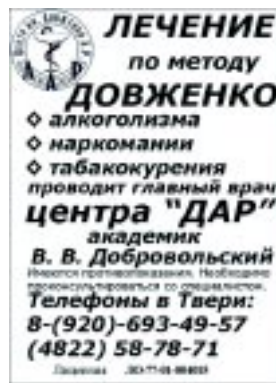 ЛЕЧЕНИЕ
по методу
ДОВЖЕНКО
◇ алкоголизма
◇ наркомании
◇ табакокурения
проводит главный врач
центра "ДАР"
академик
В. В. Добровольский
Имеются противопоказания. Необходимо
проконсультироваться со специалистом.
Телефоны в Твери:
8-(920)-693-49-57
(4822) 58-78-71
Лицензия